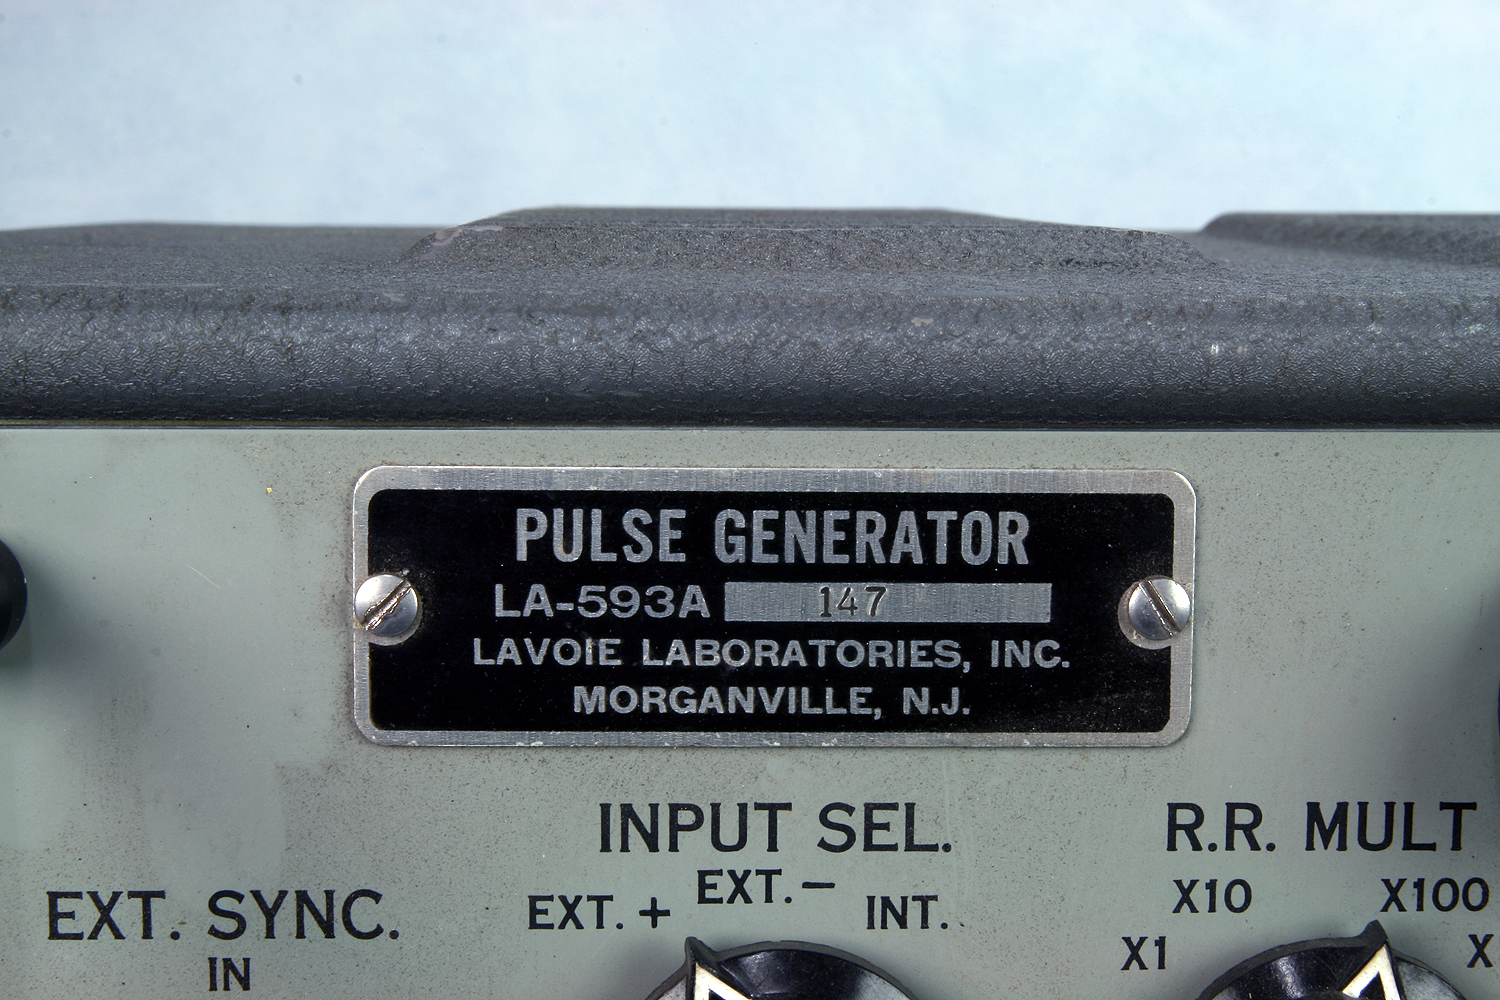 PULSE GENERATOR
LA-593A 147
LAVOIE LABORATORIES, INC.
MORGANVILLE, N.J.
INPUT SEL.
R.R. MULT
EXT. +
EXT. –
INT.
X10
X100
EXT. SYNC.
X1
X
IN